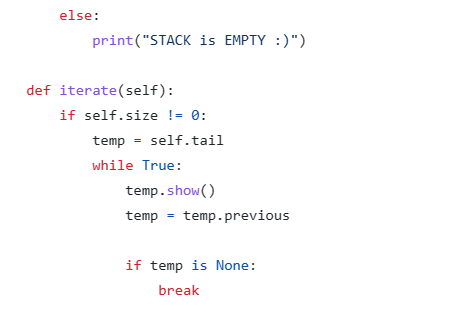 else:
        print("STACK is EMPTY :)")

def iterate(self):
    if self.size != 0:
        temp = self.tail
        while True:
            temp.show()
            temp = temp.previous

            if temp is None:
                break